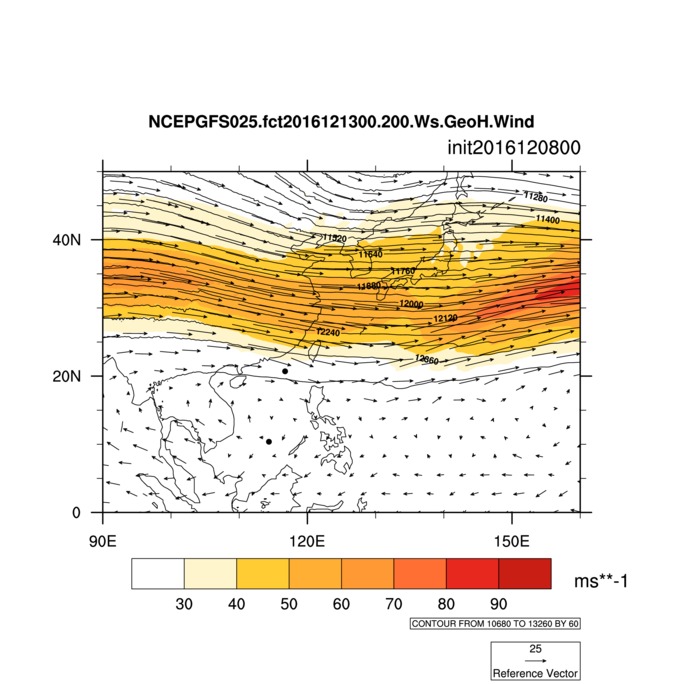 NCEPGFS025.fct2016121300.200.Ws.GeoH.Wind
init2016120800
11280
11400
11520
11640
11760
11880
12000
12120
12240
12360
40N
20N
0
90E 120E 150E
30 40 50 60 70 80 90 ms**-1
CONTOUR FROM 10680 TO 13260 BY 60
25
Reference Vector